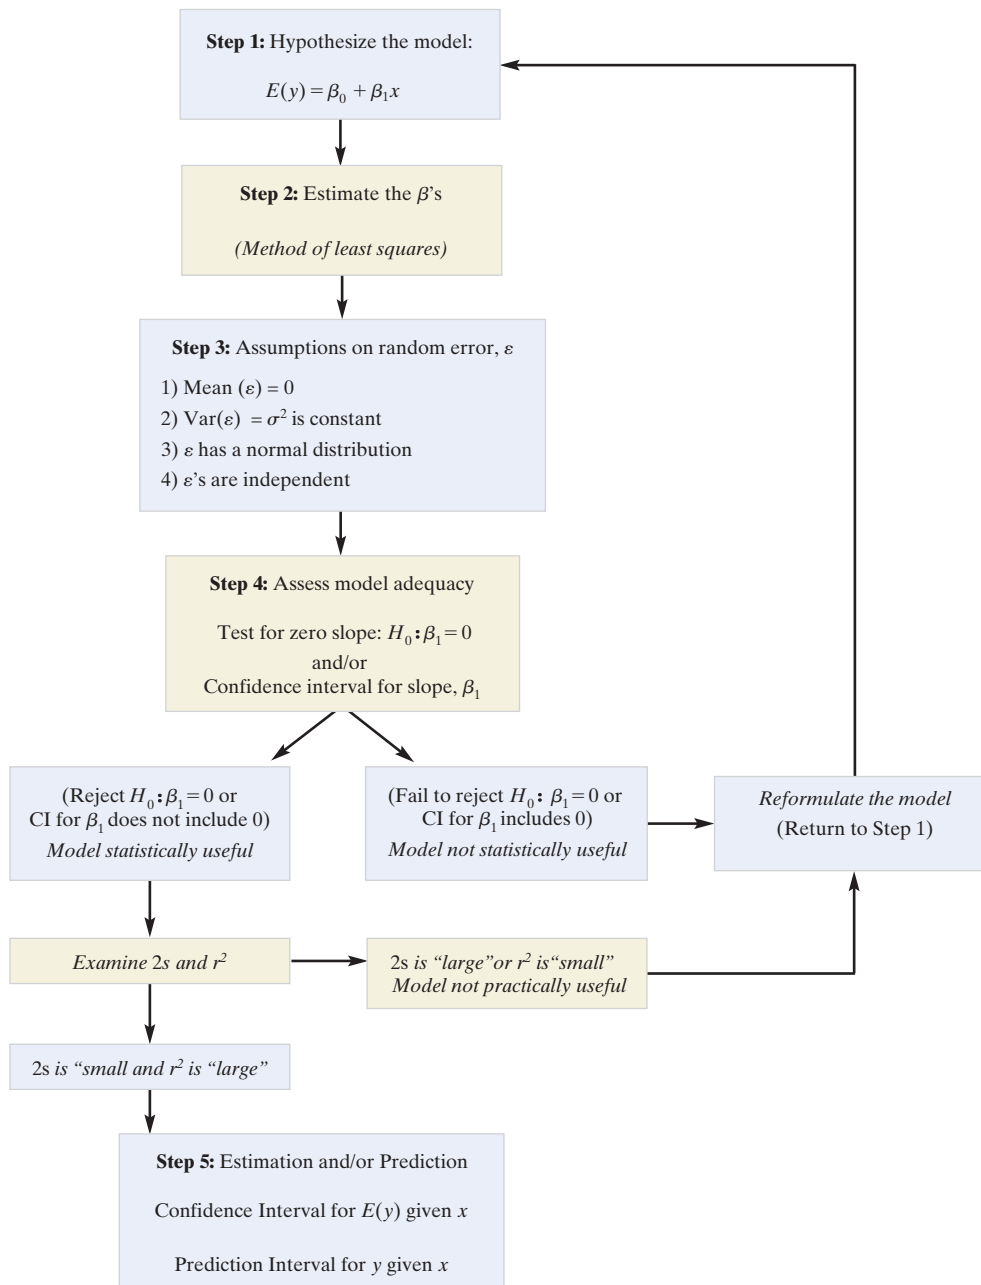 Step 1: Hypothesize the model:
E(y) = β₀ + β₁x
Step 2: Estimate the β's
(Method of least squares)
Step 3: Assumptions on random error, ε
1) Mean (ε) = 0
2) Var(ε) = σ² is constant
3) ε has a normal distribution
4) ε's are independent
Step 4: Assess model adequacy
Test for zero slope: H₀: β₁ = 0
and/or
Confidence interval for slope, β₁
(Reject H₀: β₁ = 0 or
CI for β₁ does not include 0)
Model statistically useful
(Fail to reject H₀: β₁ = 0 or
CI for β₁ includes 0)
Model not statistically useful
Reformulate the model
(Return to Step 1)
Examine 2s and r²
2s is “large”or r² is“small”
Model not practically useful
2s is “small and r² is “large”
Step 5: Estimation and/or Prediction
Confidence Interval for E(y) given x
Prediction Interval for y given x